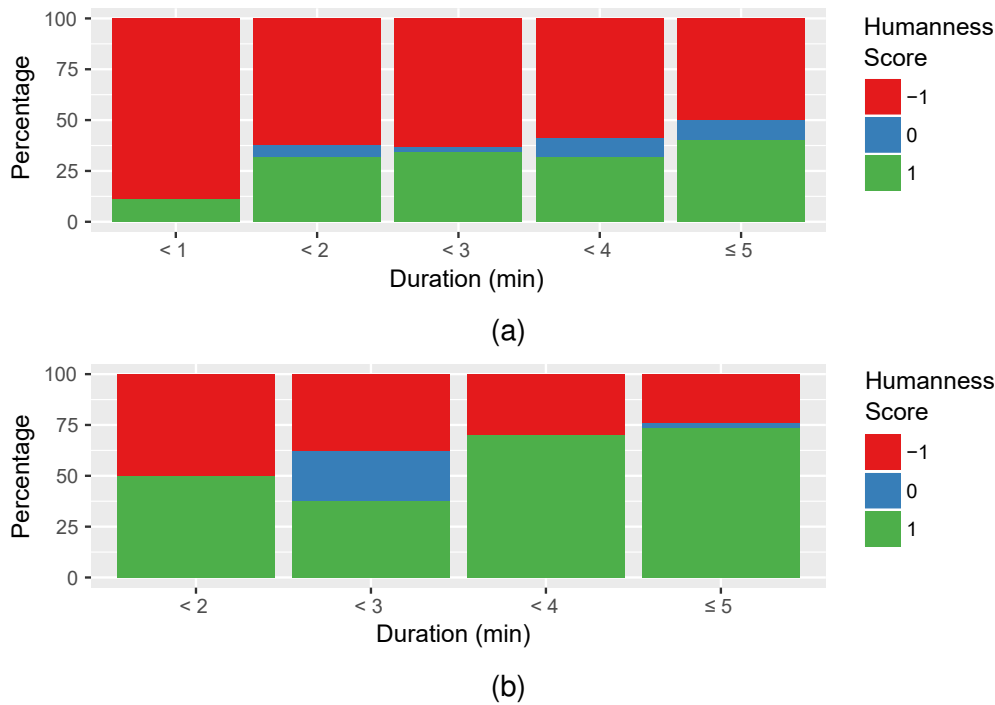 100
75
50
25
0
Percentage
< 1
< 2
< 3
< 4
≤ 5
Duration (min)
Humanness
Score
−1
0
1
(a)
100
75
50
25
0
Percentage
< 2
< 3
< 4
≤ 5
Duration (min)
Humanness
Score
−1
0
1
(b)